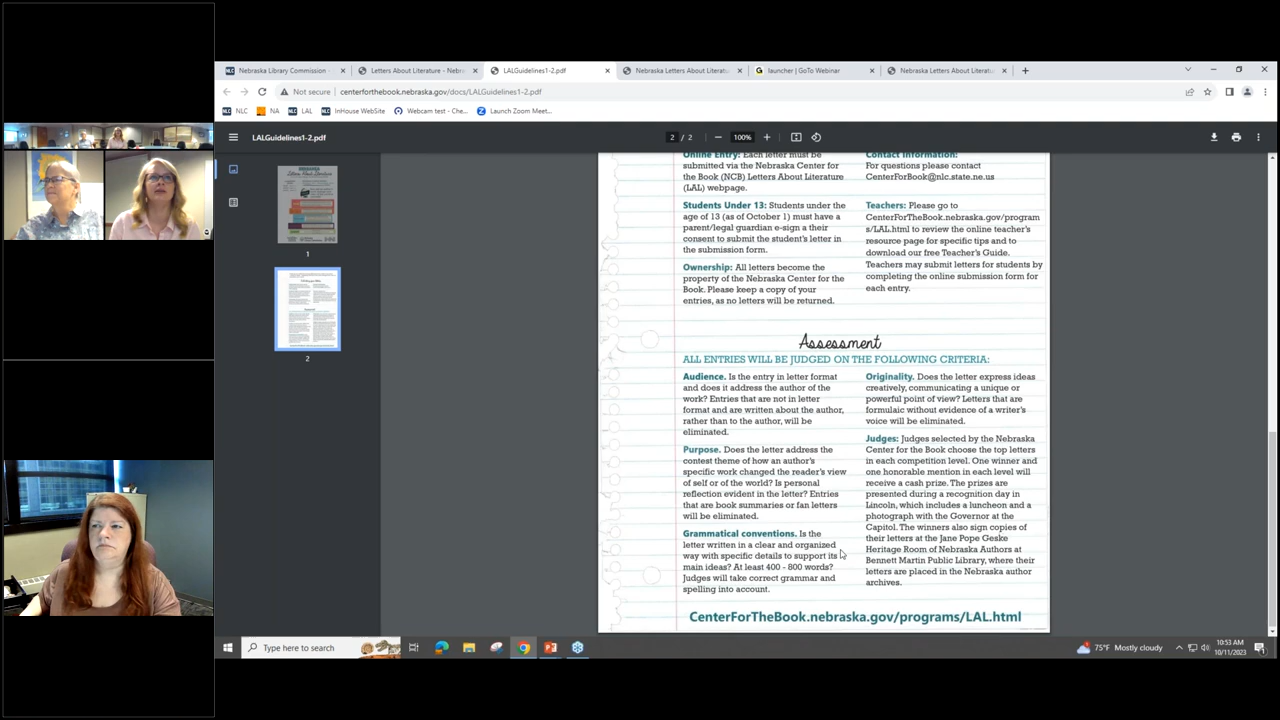 Nebraska Library Commission -
Letters About Literature - Nebr
LALGuidelines1-2.pdf
Nebraska Letters About Literatu
launcher | GoTo Webinar
Nebraska Letters About Literatu
Not secure | centerforthebook.nebraska.gov/docs/LALGuidelines1-2.pdf
NLC
NA
LAL
InHouse WebSite
Webcam test - Che...
Launch Zoom Meet...
LALGuidelines1-2.pdf
2 / 2
100%
1
2
Online Entry: Each letter must be
submitted via the Nebraska Center for
the Book (NCB) Letters About Literature
(LAL) webpage.
Students Under 13: Students under the
age of 13 (as of October 1) must have a
parent/legal guardian e-sign a their
consent to submit the student's letter in
the submission form.
Ownership: All letters become the
property of the Nebraska Center for the
Book. Please keep a copy of your
entries, as no letters will be returned.
Contact Information:
For questions please contact
CenterForBook@nlc.state.ne.us
Teachers: Please go to
CenterForTheBook.nebraska.gov/program
s/LAL.html to review the online teacher's
resource page for specific tips and to
download our free Teacher's Guide.
Teachers may submit letters for students by
completing the online submission form for
each entry.
Assessment
ALL ENTRIES WILL BE JUDGED ON THE FOLLOWING CRITERIA:
Audience. Is the entry in letter format
and does it address the author of the
work? Entries that are not in letter
format and are written about the author,
rather than to the author, will be
eliminated.
Purpose. Does the letter address the
contest theme of how an author's
specific work changed the reader's view
of self or of the world? Is personal
reflection evident in the letter? Entries
that are book summaries or fan letters
will be eliminated.
Grammatical conventions. Is the
letter written in a clear and organized
way with specific details to support its
main ideas? At least 400 - 800 words?
Judges will take correct grammar and
spelling into account.
Originality. Does the letter express ideas
creatively, communicating a unique or
powerful point of view? Letters that are
formulaic without evidence of a writer's
voice will be eliminated.
Judges: Judges selected by the Nebraska
Center for the Book choose the top letters
in each competition level. One winner and
one honorable mention in each level will
receive a cash prize. The prizes are
presented during a recognition day in
Lincoln, which includes a luncheon and a
photograph with the Governor at the
Capitol. The winners also sign copies of
their letters at the Jane Pope Geske
Heritage Room of Nebraska Authors at
Bennett Martin Public Library, where their
letters are placed in the Nebraska author
archives.
CenterForTheBook.nebraska.gov/programs/LAL.html
Type here to search
75°F Mostly cloudy
10:53 AM
10/11/2023